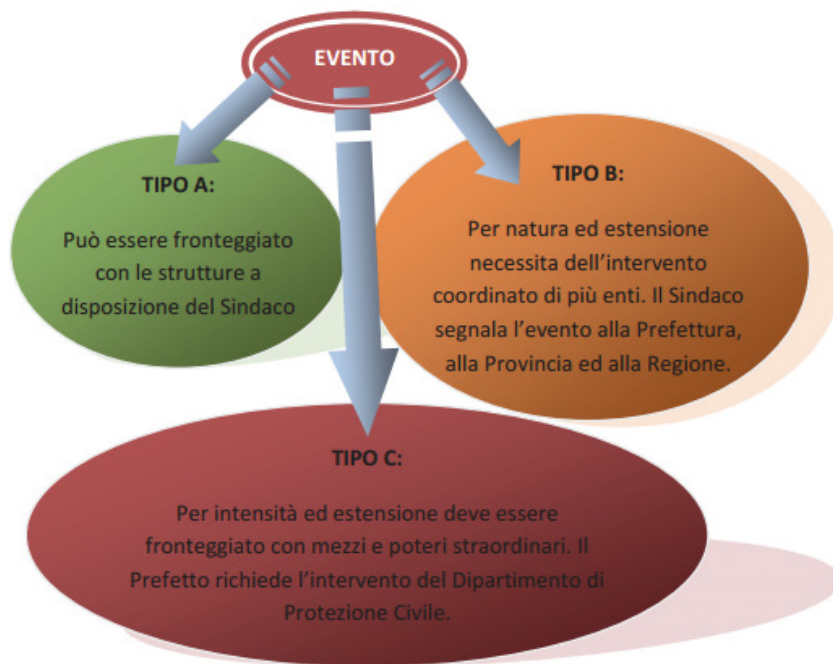 EVENTO
TIPO A:
Può essere fronteggiato
con le strutture a
disposizione del Sindaco
TIPO B:
Per natura ed estensione
necessita dell’intervento
coordinato di più enti. Il Sindaco
segnala l’evento alla Prefettura,
alla Provincia ed alla Regione.
TIPO C:
Per intensità ed estensione deve essere
fronteggiato con mezzi e poteri straordinari. Il
Prefetto richiede l’intervento del Dipartimento di
Protezione Civile.